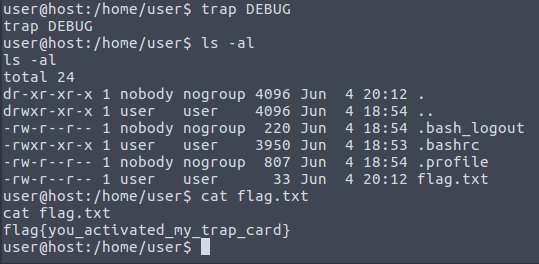 user@host:/home/user$ trap DEBUG
trap DEBUG
user@host:/home/user$ ls -al
ls -al
total 24
dr-xr-xr-x 1 nobody nogroup 4096 Jun  4 20:12 .
drwxr-xr-x 1 user   user    4096 Jun  4 18:54 ..
-rw-r--r-- 1 nobody nogroup  220 Jun  4 18:54 .bash_logout
-rwxr-xr-x 1 user   user    3950 Jun  4 18:53 .bashrc
-rw-r--r-- 1 nobody nogroup  807 Jun  4 18:54 .profile
-rw-r--r-- 1 user   user      33 Jun  4 20:12 flag.txt
user@host:/home/user$ cat flag.txt
cat flag.txt
flag{you_activated_my_trap_card}
user@host:/home/user$